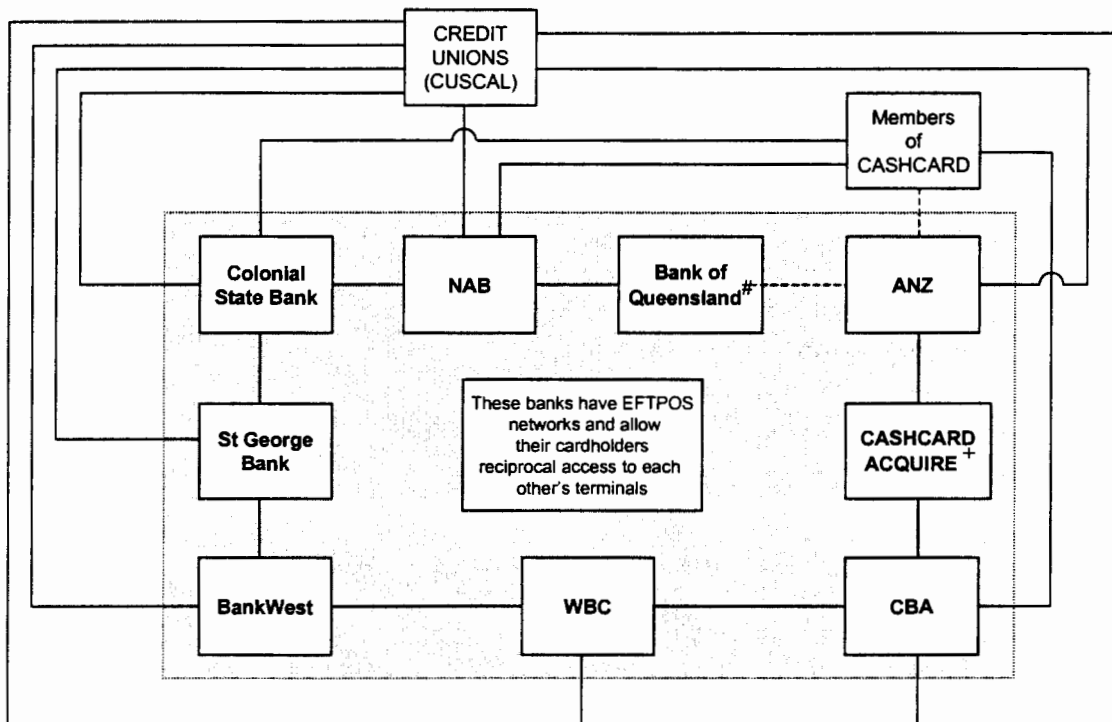 CREDIT
UNIONS
(CUSCAL)
Members
of
CASHCARD
Colonial
State Bank
NAB
Bank of
Queensland#
ANZ
These banks have EFTPOS
networks and allow
their cardholders
reciprocal access to each
other's terminals
St George
Bank
CASHCARD
ACQUIRE+
BankWest
WBC
CBA